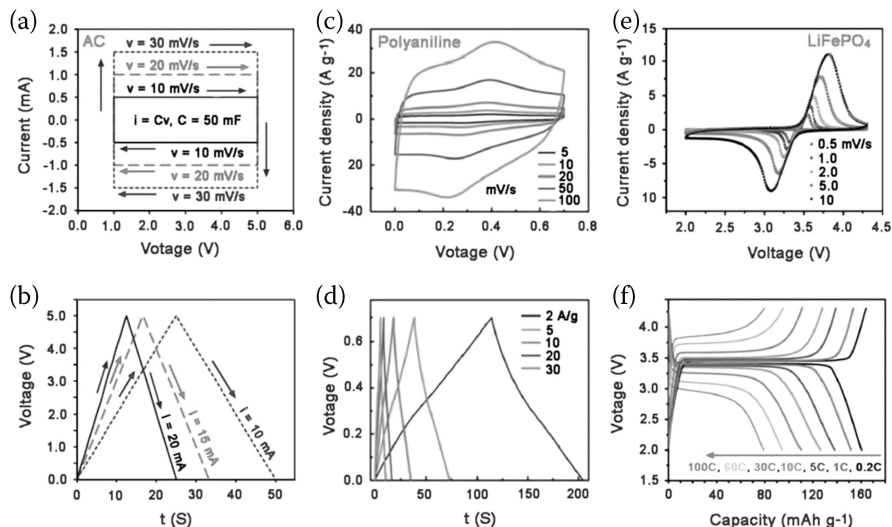 (a)
AC
v = 30 mV/s
v = 20 mV/s
v = 10 mV/s
i = Cv, C = 50 mF
v = 10 mV/s
v = 20 mV/s
v = 30 mV/s
2.0
1.5
1.0
0.5
0.0
-0.5
-1.0
-1.5
-2.0
Current (mA)
0.0 1.0 2.0 3.0 4.0 5.0 6.0
Votage (V)
(c)
Polyaniline
40
20
0
-20
-40
Current density (A g-1)
mV/s
5
10
20
50
100
0.0 0.2 0.4 0.6 0.8
Votage (V)
(e)
LiFePO4
15
10
5
0
5
10
Current density (A g-1)
0.5 mV/s
1.0
2.0
5.0
10
2.0 2.5 3.0 3.5 4.0
Voltage (V)
(b)
5.0
4.0
3.0
2.0
1.0
0.0
Voltage (V)
i = 20 mA
i = 15 mA
i = 10 mA
0 10 20 30 40 50
t (S)
(d)
0.6
0.4
0.2
0.0
Votage (V)
2 A/g
5
10
20
30
0 50 100 150 200
t (S)
(f)
4.0
3.5
3.0
2.5
2.0
Votage (V)
100C, 60C, 30C, 10C, 5C, 1C, 0.2C
0 40 80 120 160
Capacity (mAh g-1)